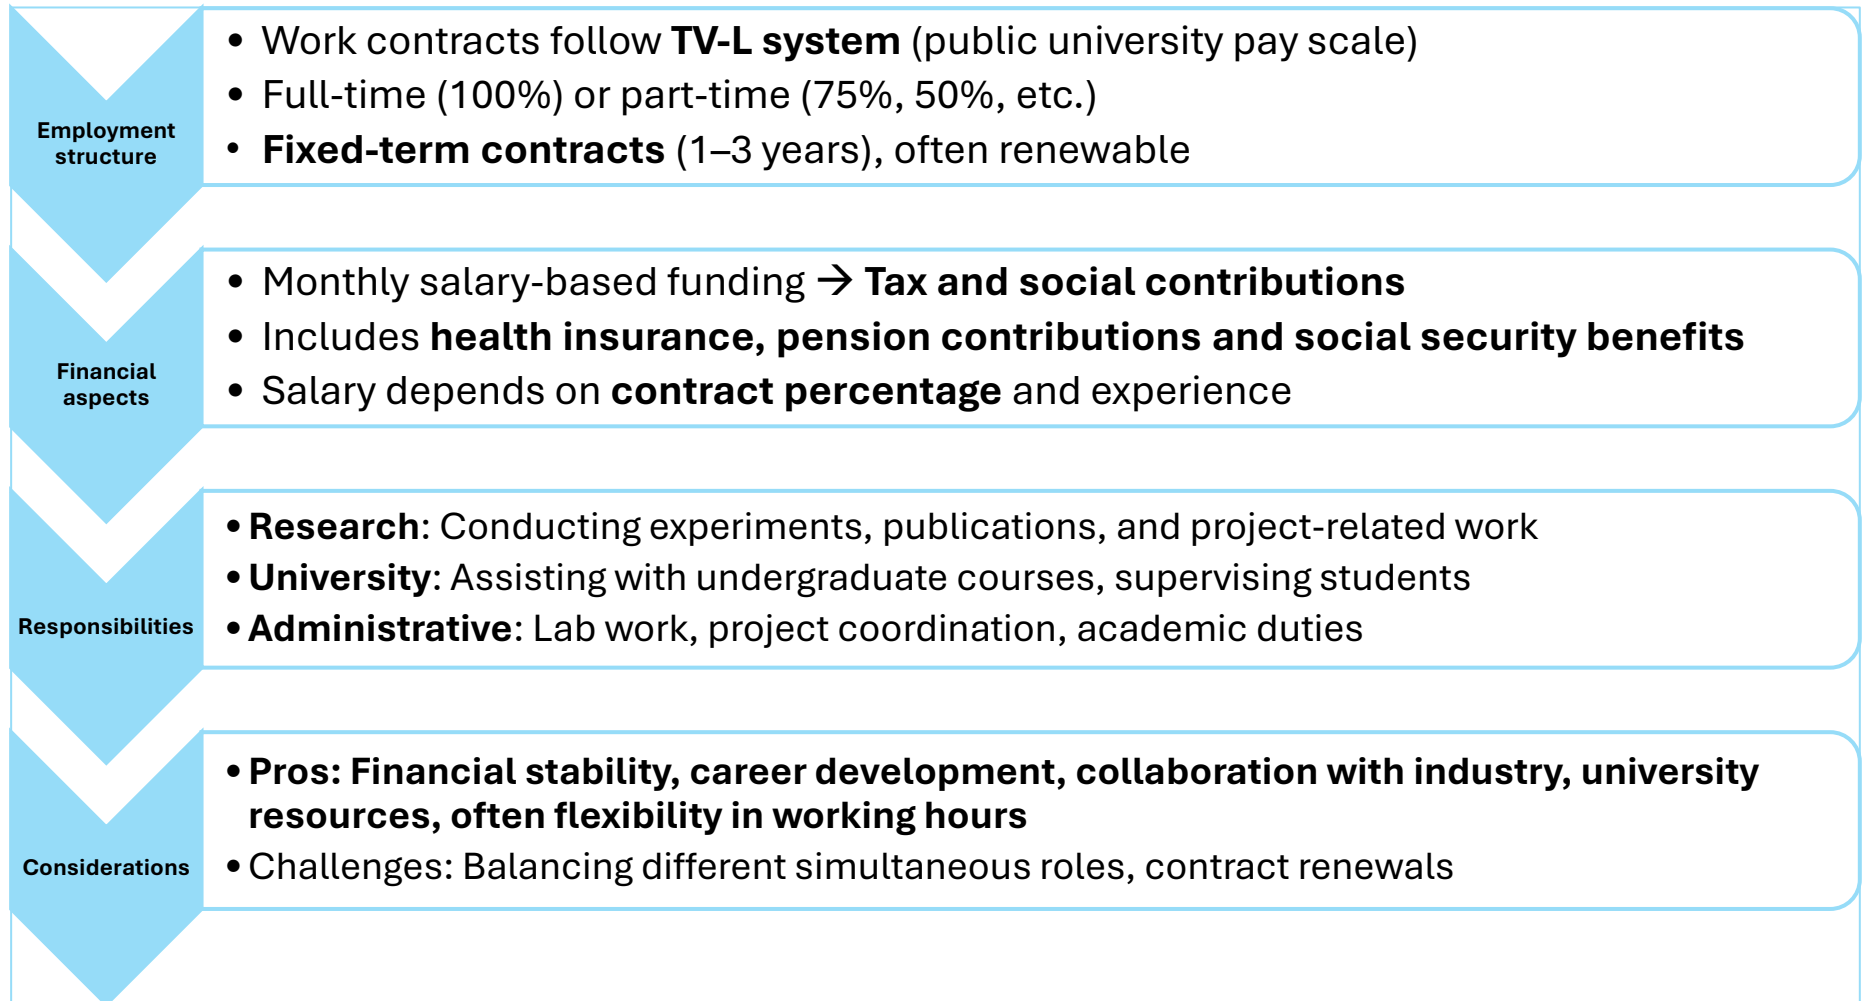 Employment
structure
• Work contracts follow TV-L system (public university pay scale)
• Full-time (100%) or part-time (75%, 50%, etc.)
• Fixed-term contracts (1–3 years), often renewable
Financial
aspects
• Monthly salary-based funding → Tax and social contributions
• Includes health insurance, pension contributions and social security benefits
• Salary depends on contract percentage and experience
Responsibilities
• Research: Conducting experiments, publications, and project-related work
• University: Assisting with undergraduate courses, supervising students
• Administrative: Lab work, project coordination, academic duties
Considerations
• Pros: Financial stability, career development, collaboration with industry, university
resources, often flexibility in working hours
• Challenges: Balancing different simultaneous roles, contract renewals